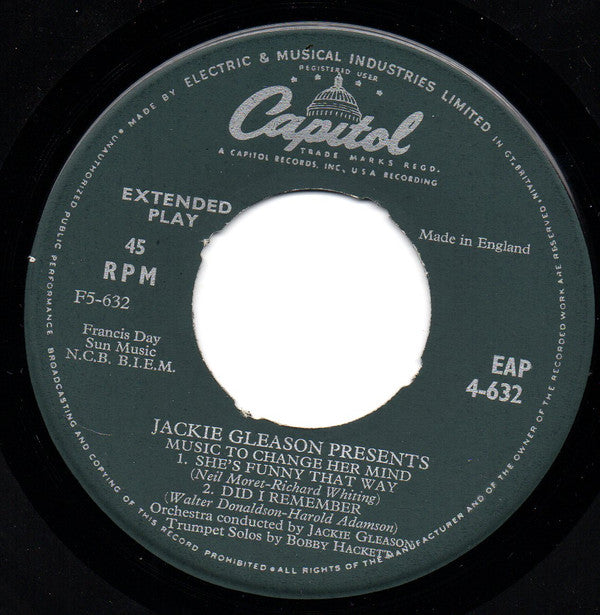 MADE BY ELECTRIC & MUSICAL INDUSTRIES LIMITED IN GT. BRITAIN • ALL RIGHTS OF THE MANUFACTURER AND OF THE OWNER OF THE RECORDED WORK ARE RESERVED • UNAUTHORIZED PUBLIC PERFORMANCE BROADCASTING AND COPYING OF THIS RECORD PROHIBITED
REGISTERED USER
Capitol
TRADE MARKS REGD.
A CAPITOL RECORDS, INC., U.S.A RECORDING
EXTENDED
PLAY
45
RPM
F5-632
Made in England
Francis Day
Sun Music
N.C.B. B.I.E.M.
EAP
4-632
JACKIE GLEASON PRESENTS
MUSIC TO CHANGE HER MIND
1. SHE'S FUNNY THAT WAY
(Neil Moret-Richard Whiting)
2. DID I REMEMBER
(Walter Donaldson-Harold Adamson)
Orchestra conducted by JACKIE GLEASON
Trumpet Solos by BOBBY HACKETT